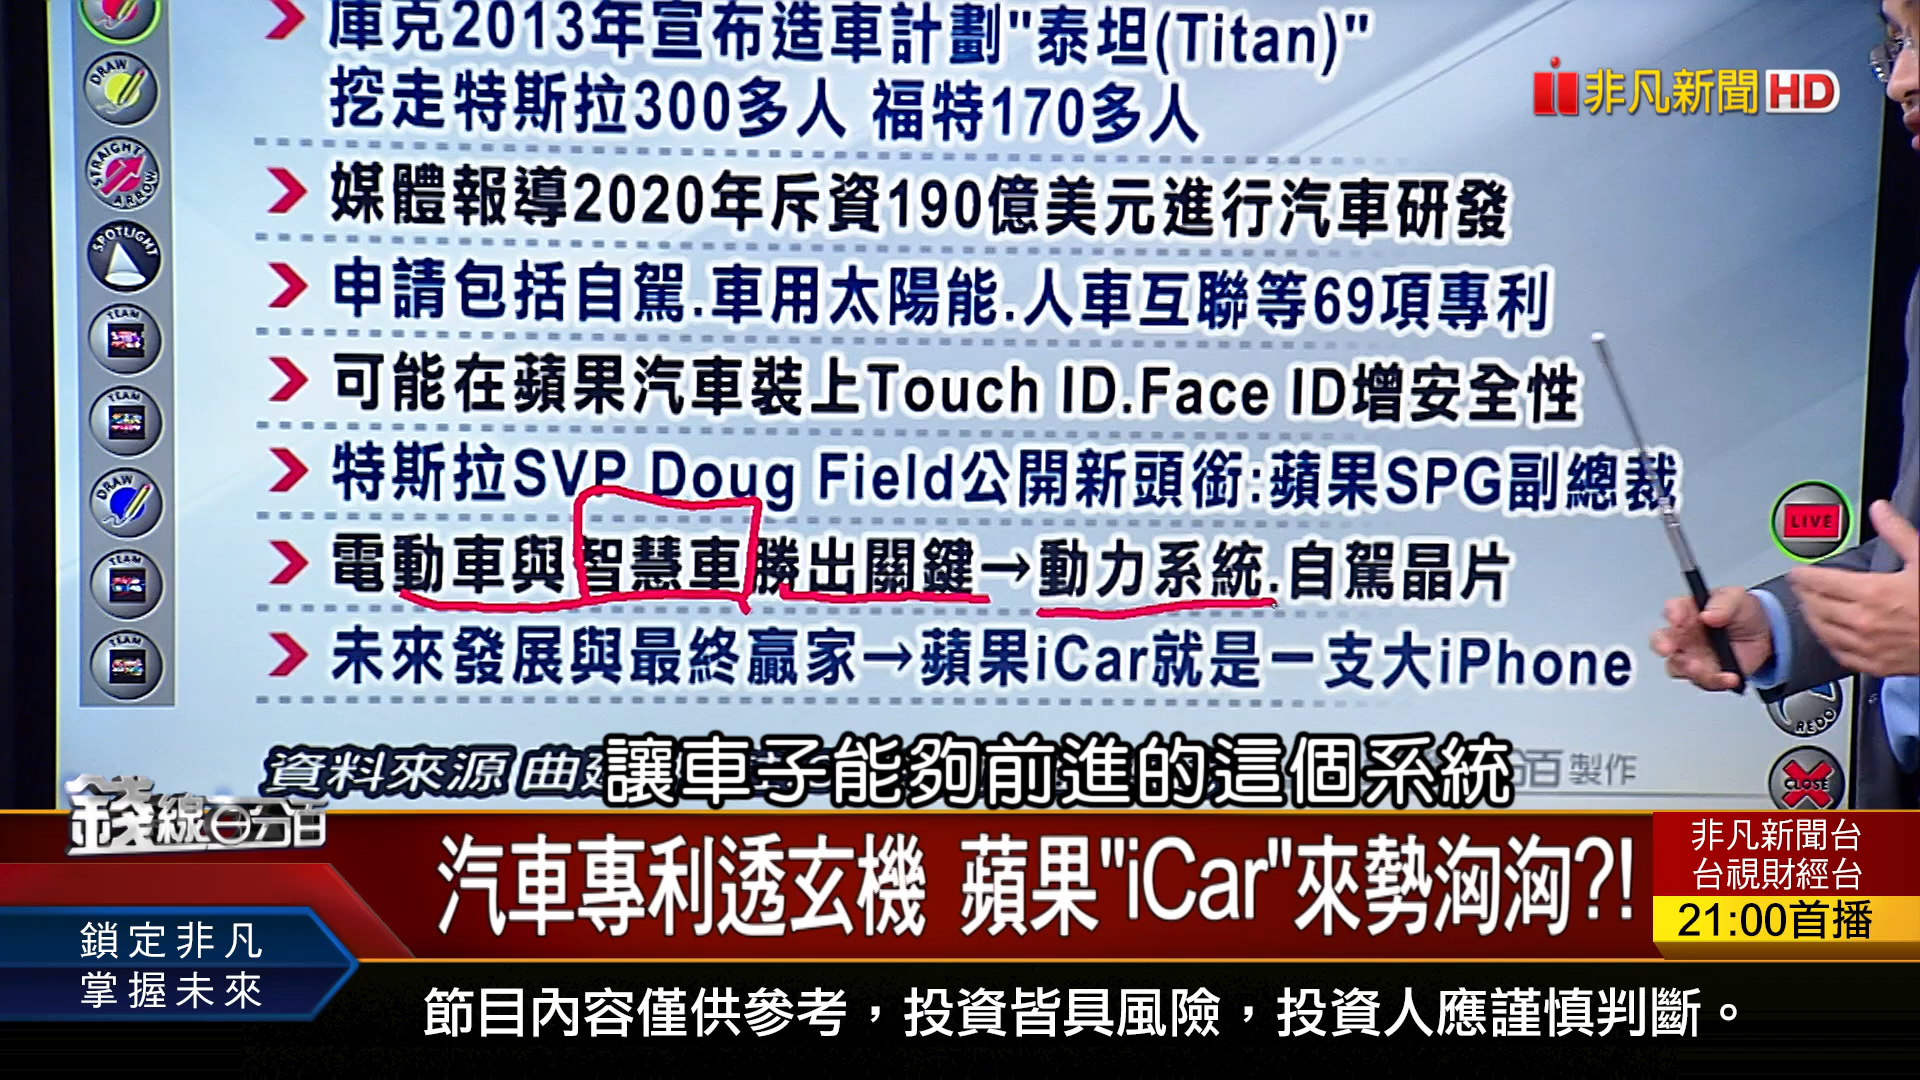 庫克2013年宣布造車計劃"泰坦(Titan)"
挖走特斯拉300多人 福特170多人
媒體報導2020年斥資190億美元進行汽車研發
申請包括自駕.車用太陽能.人車互聯等69項專利
可能在蘋果汽車裝上Touch ID.Face ID增安全性
特斯拉SVP Doug Field公開新頭銜:蘋果SPG副總裁
電動車與智慧車勝出關鍵→動力系統.自駕晶片
未來發展與最終贏家→蘋果iCar就是一支大iPhone
資料來源 曲
製作
讓車子能夠前進的這個系統
非凡新聞HD
DRAW
STRAIGHT ARROW
SPOTLIGHT
TEAM
TEAM
DRAW
TEAM
TEAM
LIVE
REDO
CLOSE
錢線百分百
汽車專利透玄機 蘋果"iCar"來勢洶洶?!
非凡新聞台
台視財經台
21:00首播
鎖定非凡
掌握未來
節目內容僅供參考，投資皆具風險，投資人應謹慎判斷。